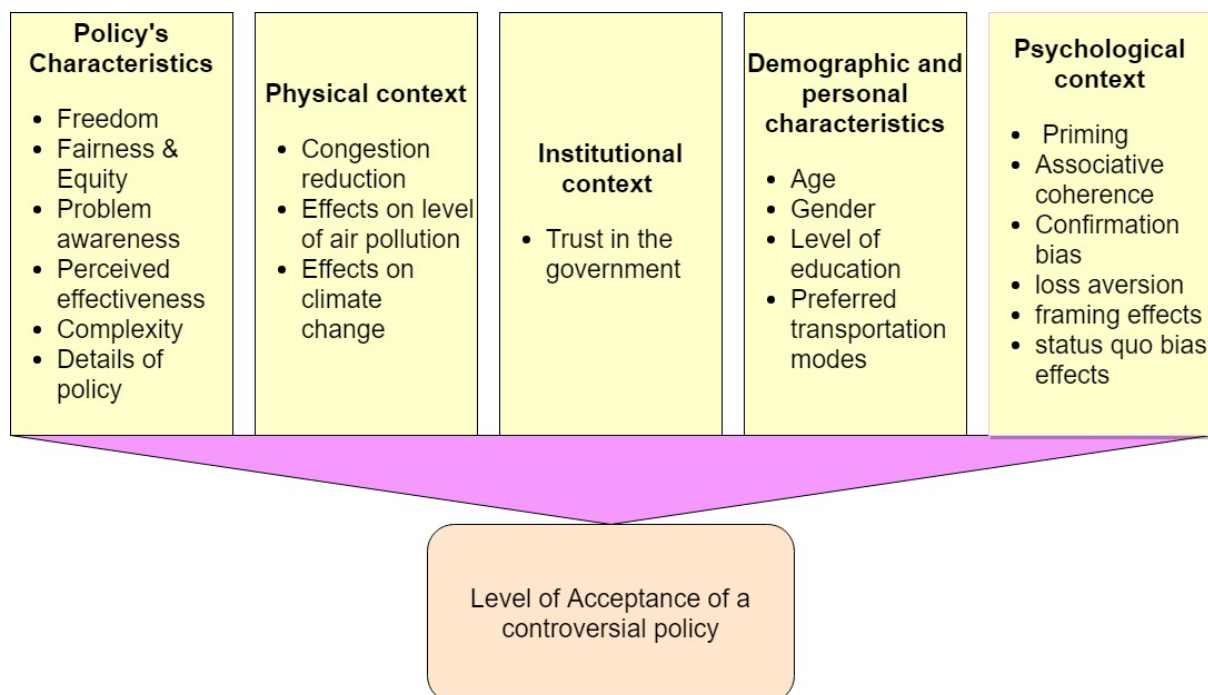 Policy's
Characteristics
• Freedom
• Fairness &
Equity
• Problem
awareness
• Perceived
effectiveness
• Complexity
• Details of
policy
Physical context
• Congestion
reduction
• Effects on level
of air pollution
• Effects on
climate
change
Institutional
context
• Trust in the
government
Demographic and
personal
characteristics
• Age
• Gender
• Level of
education
• Preferred
transportation
modes
Psychological
context
• Priming
• Associative
coherence
• Confirmation
bias
• loss aversion
• framing effects
• status quo bias
effects
Level of Acceptance of a
controversial policy